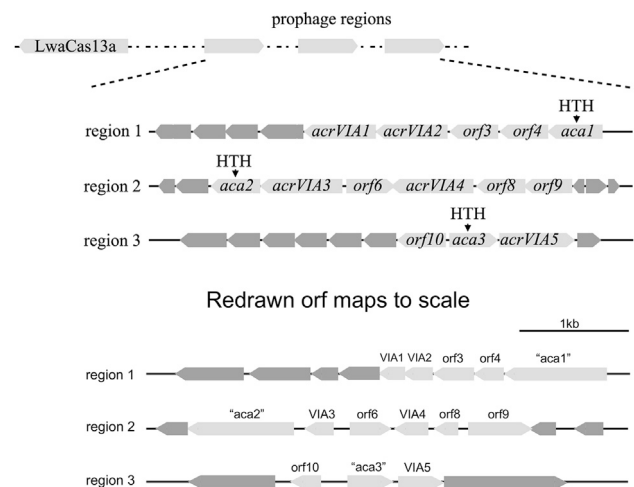 prophage regions
LwaCas13a
HTH
region 1 acrVIA1 acrVIA2 orf3 orf4 aca1
HTH
region 2 aca2 acrVIA3 orf6 acrVIA4 orf8 orf9
HTH
region 3 orf10 aca3 acrVIA5
Redrawn orf maps to scale
1kb
VIA1 VIA2 orf3 orf4 “aca1”
region 1
“aca2” VIA3 orf6 VIA4 orf8 orf9
region 2
orf10 “aca3” VIA5
region 3